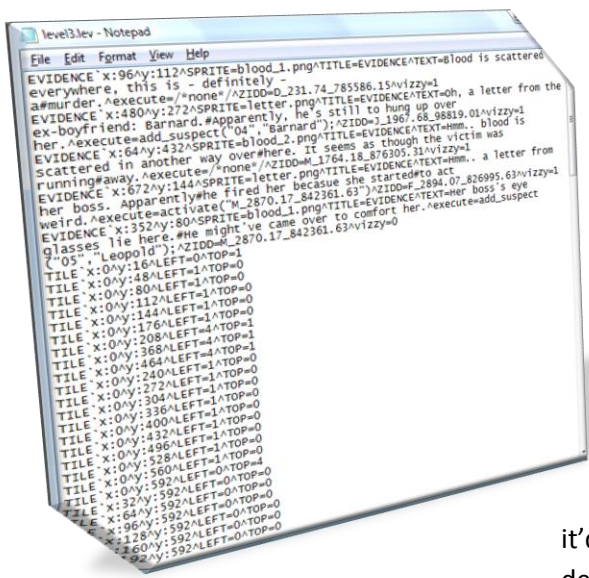 level3.lev - Notepad
File Edit Format View Help
EVIDENCE`x:96^y:112^SPRITE=blood_1.png^TITLE=EVIDENCE^TEXT=Blood is scattered
everywhere, this is - definitely -
a#murder.^execute=/*none*/^ZIDD=D_231.74_785586.15^vizzy=1
EVIDENCE`x:480^y:272^SPRITE=letter.png^TITLE=EVIDENCE^TEXT=Oh, a letter from the
ex-boyfriend: Barnard.#Apparently, he's still to hung up over
her.^execute=add_suspect("04","Barnard");^ZIDD=J_1967.68_98819.01^vizzy=1
EVIDENCE`x:64^y:432^SPRITE=blood_2.png^TITLE=EVIDENCE^TEXT=Hmm.. blood is
scattered in another way over#here. It seems as though the victim was
running#away.^execute=/*none*/^ZIDD=M_1764.18_876305.31^vizzy=1
EVIDENCE`x:672^y:144^SPRITE=letter.png^TITLE=EVIDENCE^TEXT=Hmm.. a letter from
her boss. Apparently#he fired her becasue she started#to act
weird.^execute=activate("M_2870.17_842361.63")^ZIDD=F_2894.07_826995.63^vizzy=1
EVIDENCE`x:352^y:80^SPRITE=blood_1.png^TITLE=EVIDENCE^TEXT=Her boss's eye
glasses lie here.#He might've came over to comfort her.^execute=add_suspect
("05","Leopold");^ZIDD=M_2870.17_842361.63^vizzy=0
TILE`x:0^y:16^LEFT=0^TOP=1
TILE`x:0^y:48^LEFT=1^TOP=0
TILE`x:0^y:80^LEFT=1^TOP=0
TILE`x:0^y:112^LEFT=1^TOP=0
TILE`x:0^y:144^LEFT=1^TOP=0
TILE`x:0^y:176^LEFT=1^TOP=0
TILE`x:0^y:208^LEFT=4^TOP=1
TILE`x:0^y:368^LEFT=4^TOP=1
TILE`x:0^y:464^LEFT=4^TOP=1
TILE`x:0^y:240^LEFT=1^TOP=0
TILE`x:0^y:272^LEFT=1^TOP=0
TILE`x:0^y:304^LEFT=1^TOP=0
TILE`x:0^y:336^LEFT=1^TOP=0
TILE`x:0^y:400^LEFT=1^TOP=0
TILE`x:0^y:432^LEFT=1^TOP=0
TILE`x:0^y:496^LEFT=1^TOP=0
TILE`x:0^y:528^LEFT=1^TOP=0
TILE`x:0^y:560^LEFT=1^TOP=0
TILE`x:0^y:592^LEFT=0^TOP=4
TILE`x:32^y:592^LEFT=0^TOP=0
TILE`x:64^y:592^LEFT=0^TOP=0
TILE`x:96^y:592^LEFT=0^TOP=0
TILE`x:128^y:592^LEFT=0^TOP=0
x:160^y:592^LEFT=0^TOP=0
192^y:592^LEFT=0^TOP=0
it'd